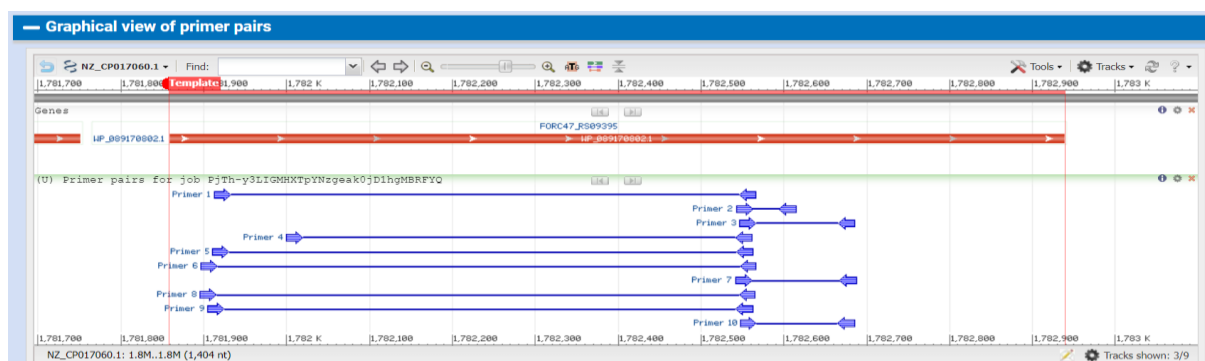 Graphical view of primer pairs
NZ_CP017060.1 Find: Tools Tracks ?
1,781,700 1,781,800 Template 1,900 1,782 K 1,782,100 1,782,200 1,782,300 1,782,400 1,782,500 1,782,600 1,782,700 1,782,800 1,782,900 1,783 K
Genes
FORC47_RS09395
WP_089170802.1 WP_089170802.1
(U) Primer pairs for job PjTh-y3LIGMHXTpYNzgeak0jD1hgMBRFYQ
Primer 1
Primer 2
Primer 3
Primer 4
Primer 5
Primer 6
Primer 7
Primer 8
Primer 9
Primer 10
1,781,700 1,781,800 1,781,900 1,782 K 1,782,100 1,782,200 1,782,300 1,782,400 1,782,500 1,782,600 1,782,700 1,782,800 1,782,900 1,783 K
NZ_CP017060.1: 1.8M..1.8M (1,404 nt) Tracks shown: 3/9